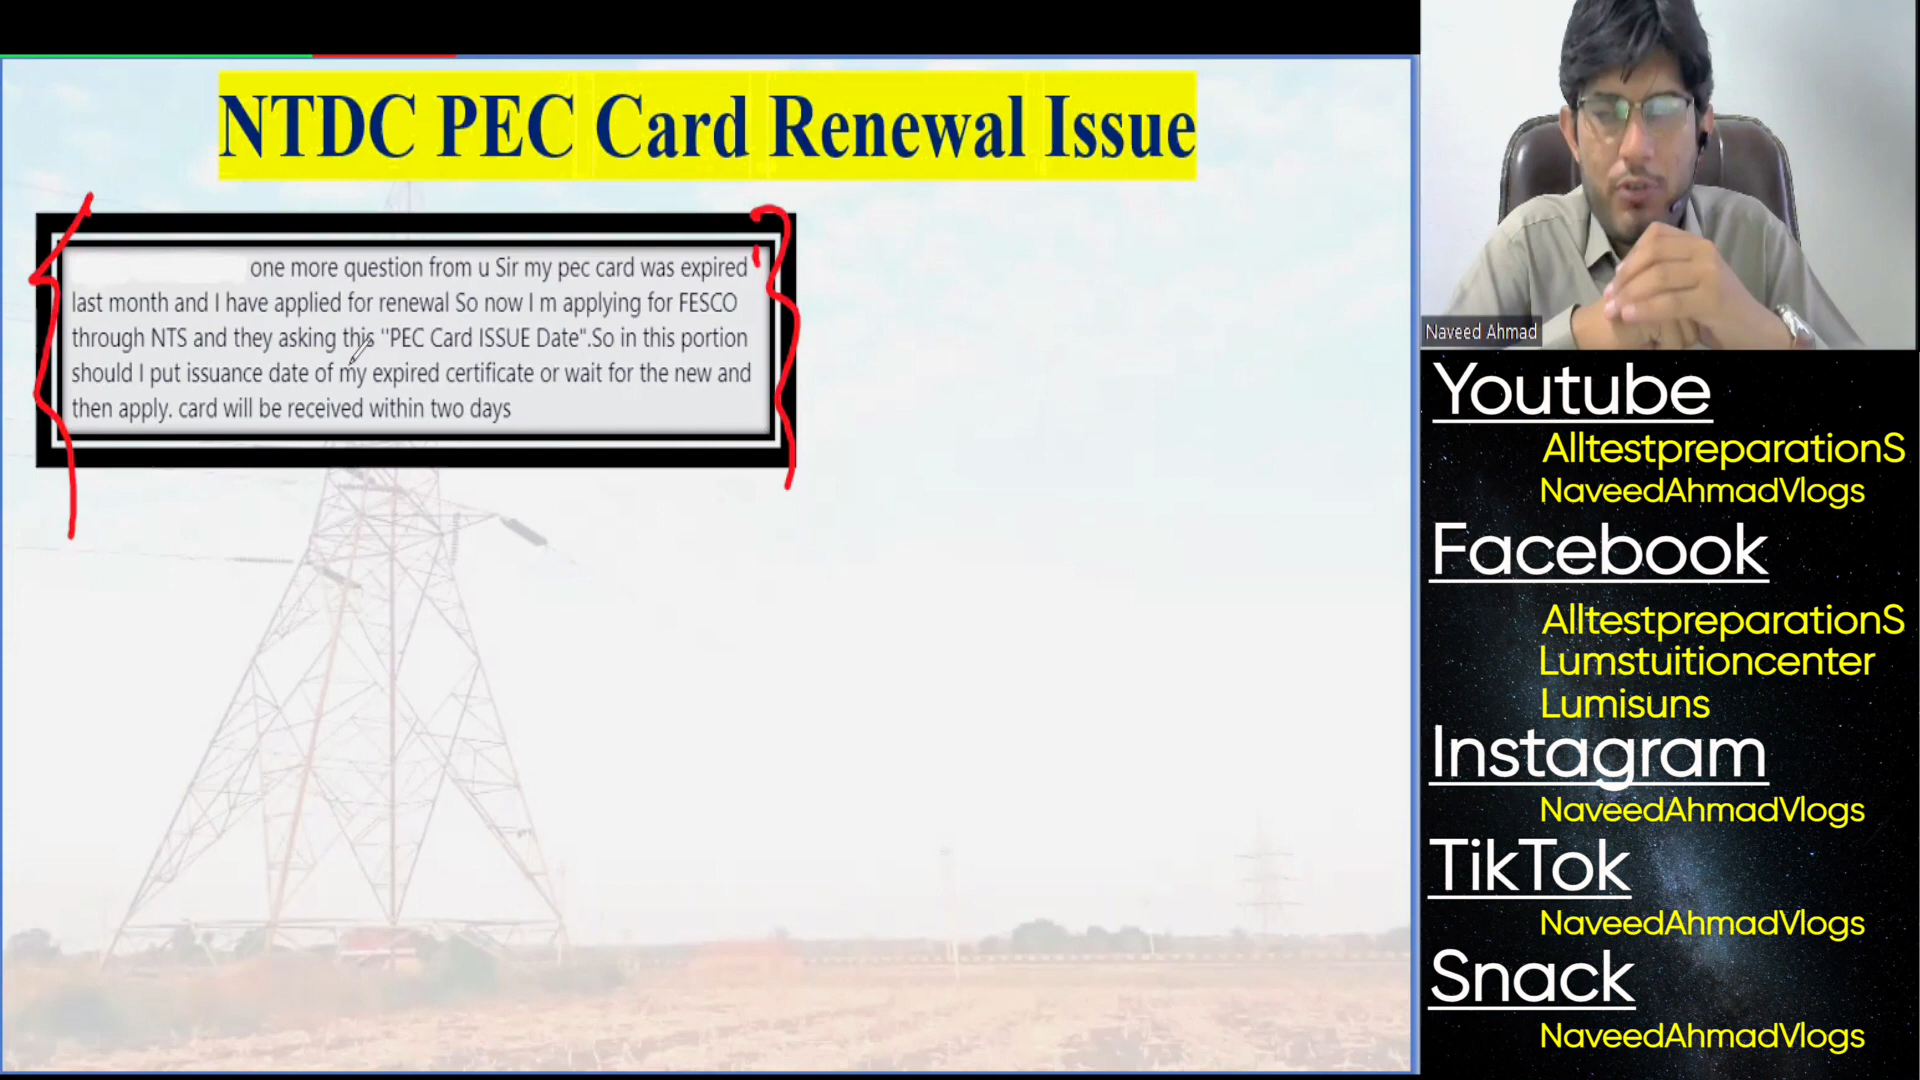 NTDC PEC Card Renewal Issue
one more question from u Sir my pec card was expired
last month and I have applied for renewal So now I m applying for FESCO
through NTS and they asking this "PEC Card ISSUE Date".So in this portion
should I put issuance date of my expired certificate or wait for the new and
then apply. card will be received within two days
Naveed Ahmad
Youtube
AlltestpreparationS
NaveedAhmadVlogs
Facebook
AlltestpreparationS
Lumstuitioncenter
Lumisuns
Instagram
NaveedAhmadVlogs
TikTok
NaveedAhmadVlogs
Snack
NaveedAhmadVlogs